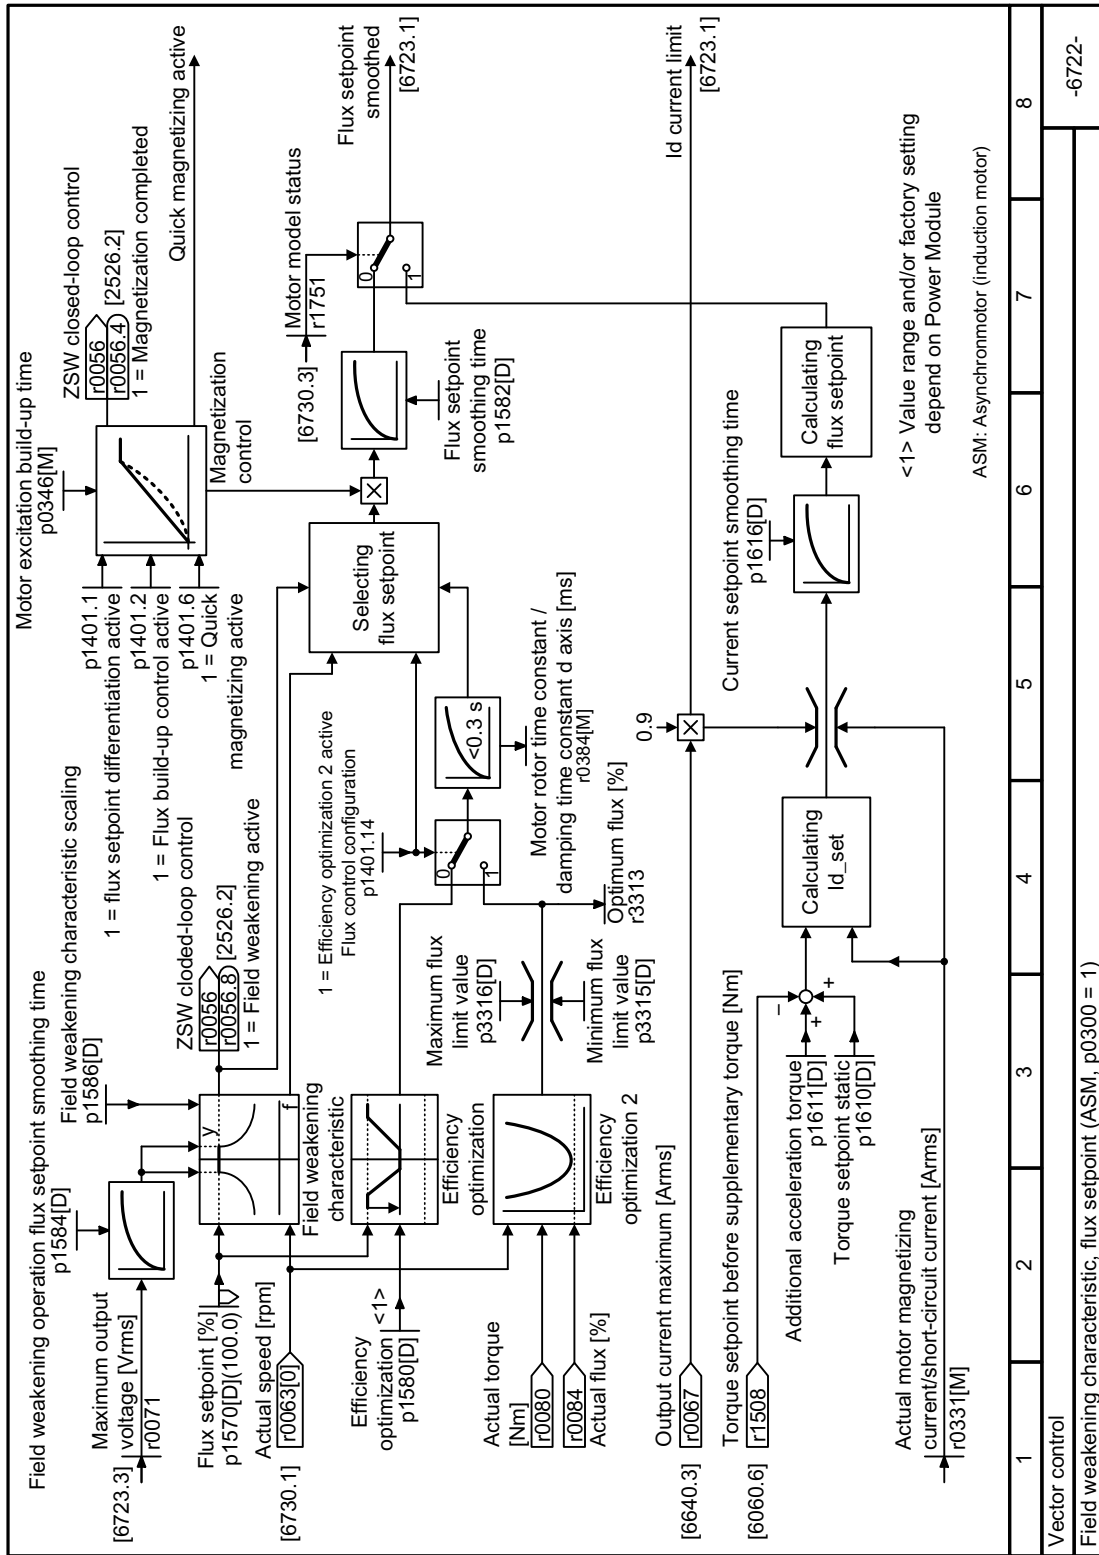 Field weakening operation flux setpoint smoothing time
p1584[D]
Field weakening characteristic scaling
p1586[D]
Motor excitation build-up time
p0346[M]
[6723.3]
Maximum output
voltage [Vrms]
r0071
ZSW cloded-loop control
r0056
r0056.8
[2526.2]
1 = Field weakening active
p1401.1
1 = flux setpoint differentiation active
p1401.2
1 = Flux build-up control active
p1401.6
1 = Quick
magnetizing active
ZSW closed-loop control
r0056
r0056.4
[2526.2]
1 = Magnetization completed
Quick magnetizing active
Magnetization
control
Flux setpoint [%]
p1570[D](100.0)
Actual speed [rpm]
r0063[0]
[6730.1]
y
f
Field weakening
characteristic
1 = Efficiency optimization 2 active
Flux control configuration
p1401.14
Selecting
flux setpoint
[6730.3]
Motor model status
r1751
0
1
Flux setpoint
smoothed
[6723.1]
Flux setpoint
smoothing time
p1582[D]
Efficiency
optimization
p1580[D]
<1>
Efficiency
optimization
Maximum flux
limit value
p3316[D]
0
1
<0.3 s
Motor rotor time constant /
damping time constant d axis [ms]
r0384[M]
Actual torque
[Nm]
r0080
r0084
Actual flux [%]
Efficiency
optimization 2
Minimum flux
limit value
p3315[D]
Optimum flux [%]
r3313
Output current maximum [Arms]
[6640.3]
r0067
0.9
Id current limit
[6723.1]
Torque setpoint before supplementary torque [Nm]
[6060.6]
r1508
Additional acceleration torque
p1611[D]
Torque setpoint static
p1610[D]
–
+
+
Calculating
Id_set
Current setpoint smoothing time
p1616[D]
Calculating
flux setpoint
Actual motor magnetizing
current/short-circuit current [Arms]
r0331[M]
<1> Value range and/or factory setting
depend on Power Module
ASM: Asynchronmotor (induction motor)
1 2 3 4 5 6 7 8
Vector control
-6722-
Field weakening characteristic, flux setpoint (ASM, p0300 = 1)